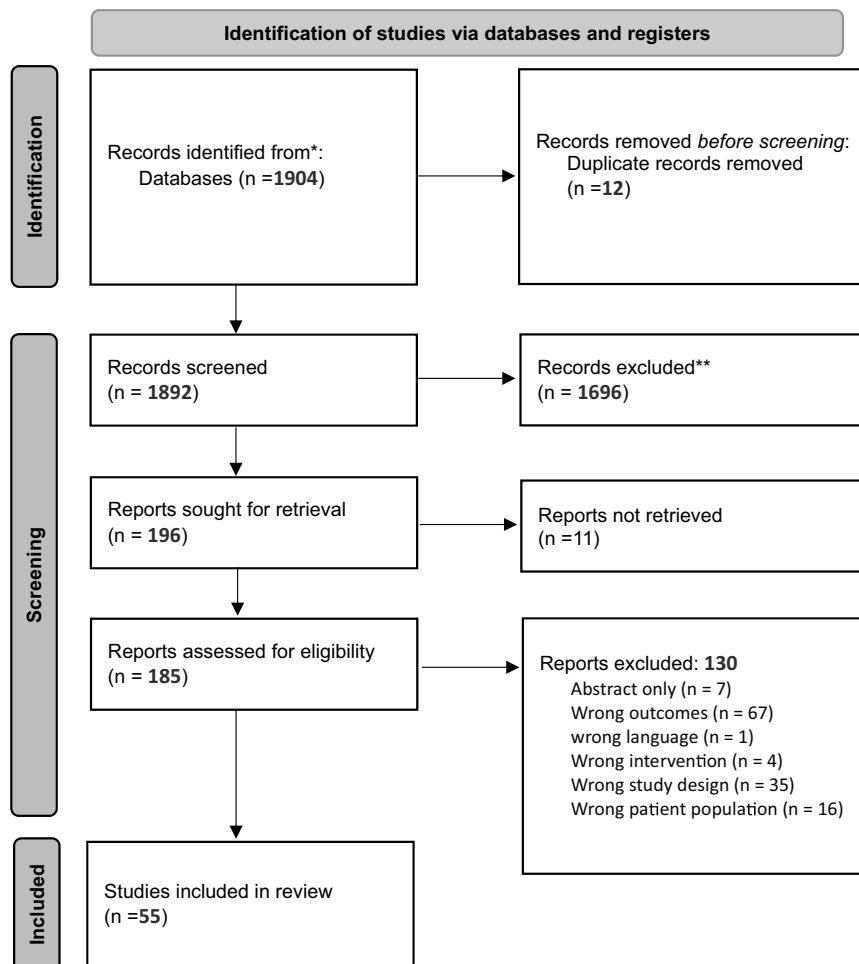 Identification of studies via databases and registers
Identification
Records identified from*:
Databases (n =1904)
Records removed before screening:
Duplicate records removed
(n =12)
Screening
Records screened
(n = 1892)
Records excluded**
(n = 1696)
Reports sought for retrieval
(n = 196)
Reports not retrieved
(n =11)
Reports assessed for eligibility
(n = 185)
Reports excluded: 130
Abstract only (n = 7)
Wrong outcomes (n = 67)
wrong language (n = 1)
Wrong intervention (n = 4)
Wrong study design (n = 35)
Wrong patient population (n = 16)
Included
Studies included in review
(n =55)